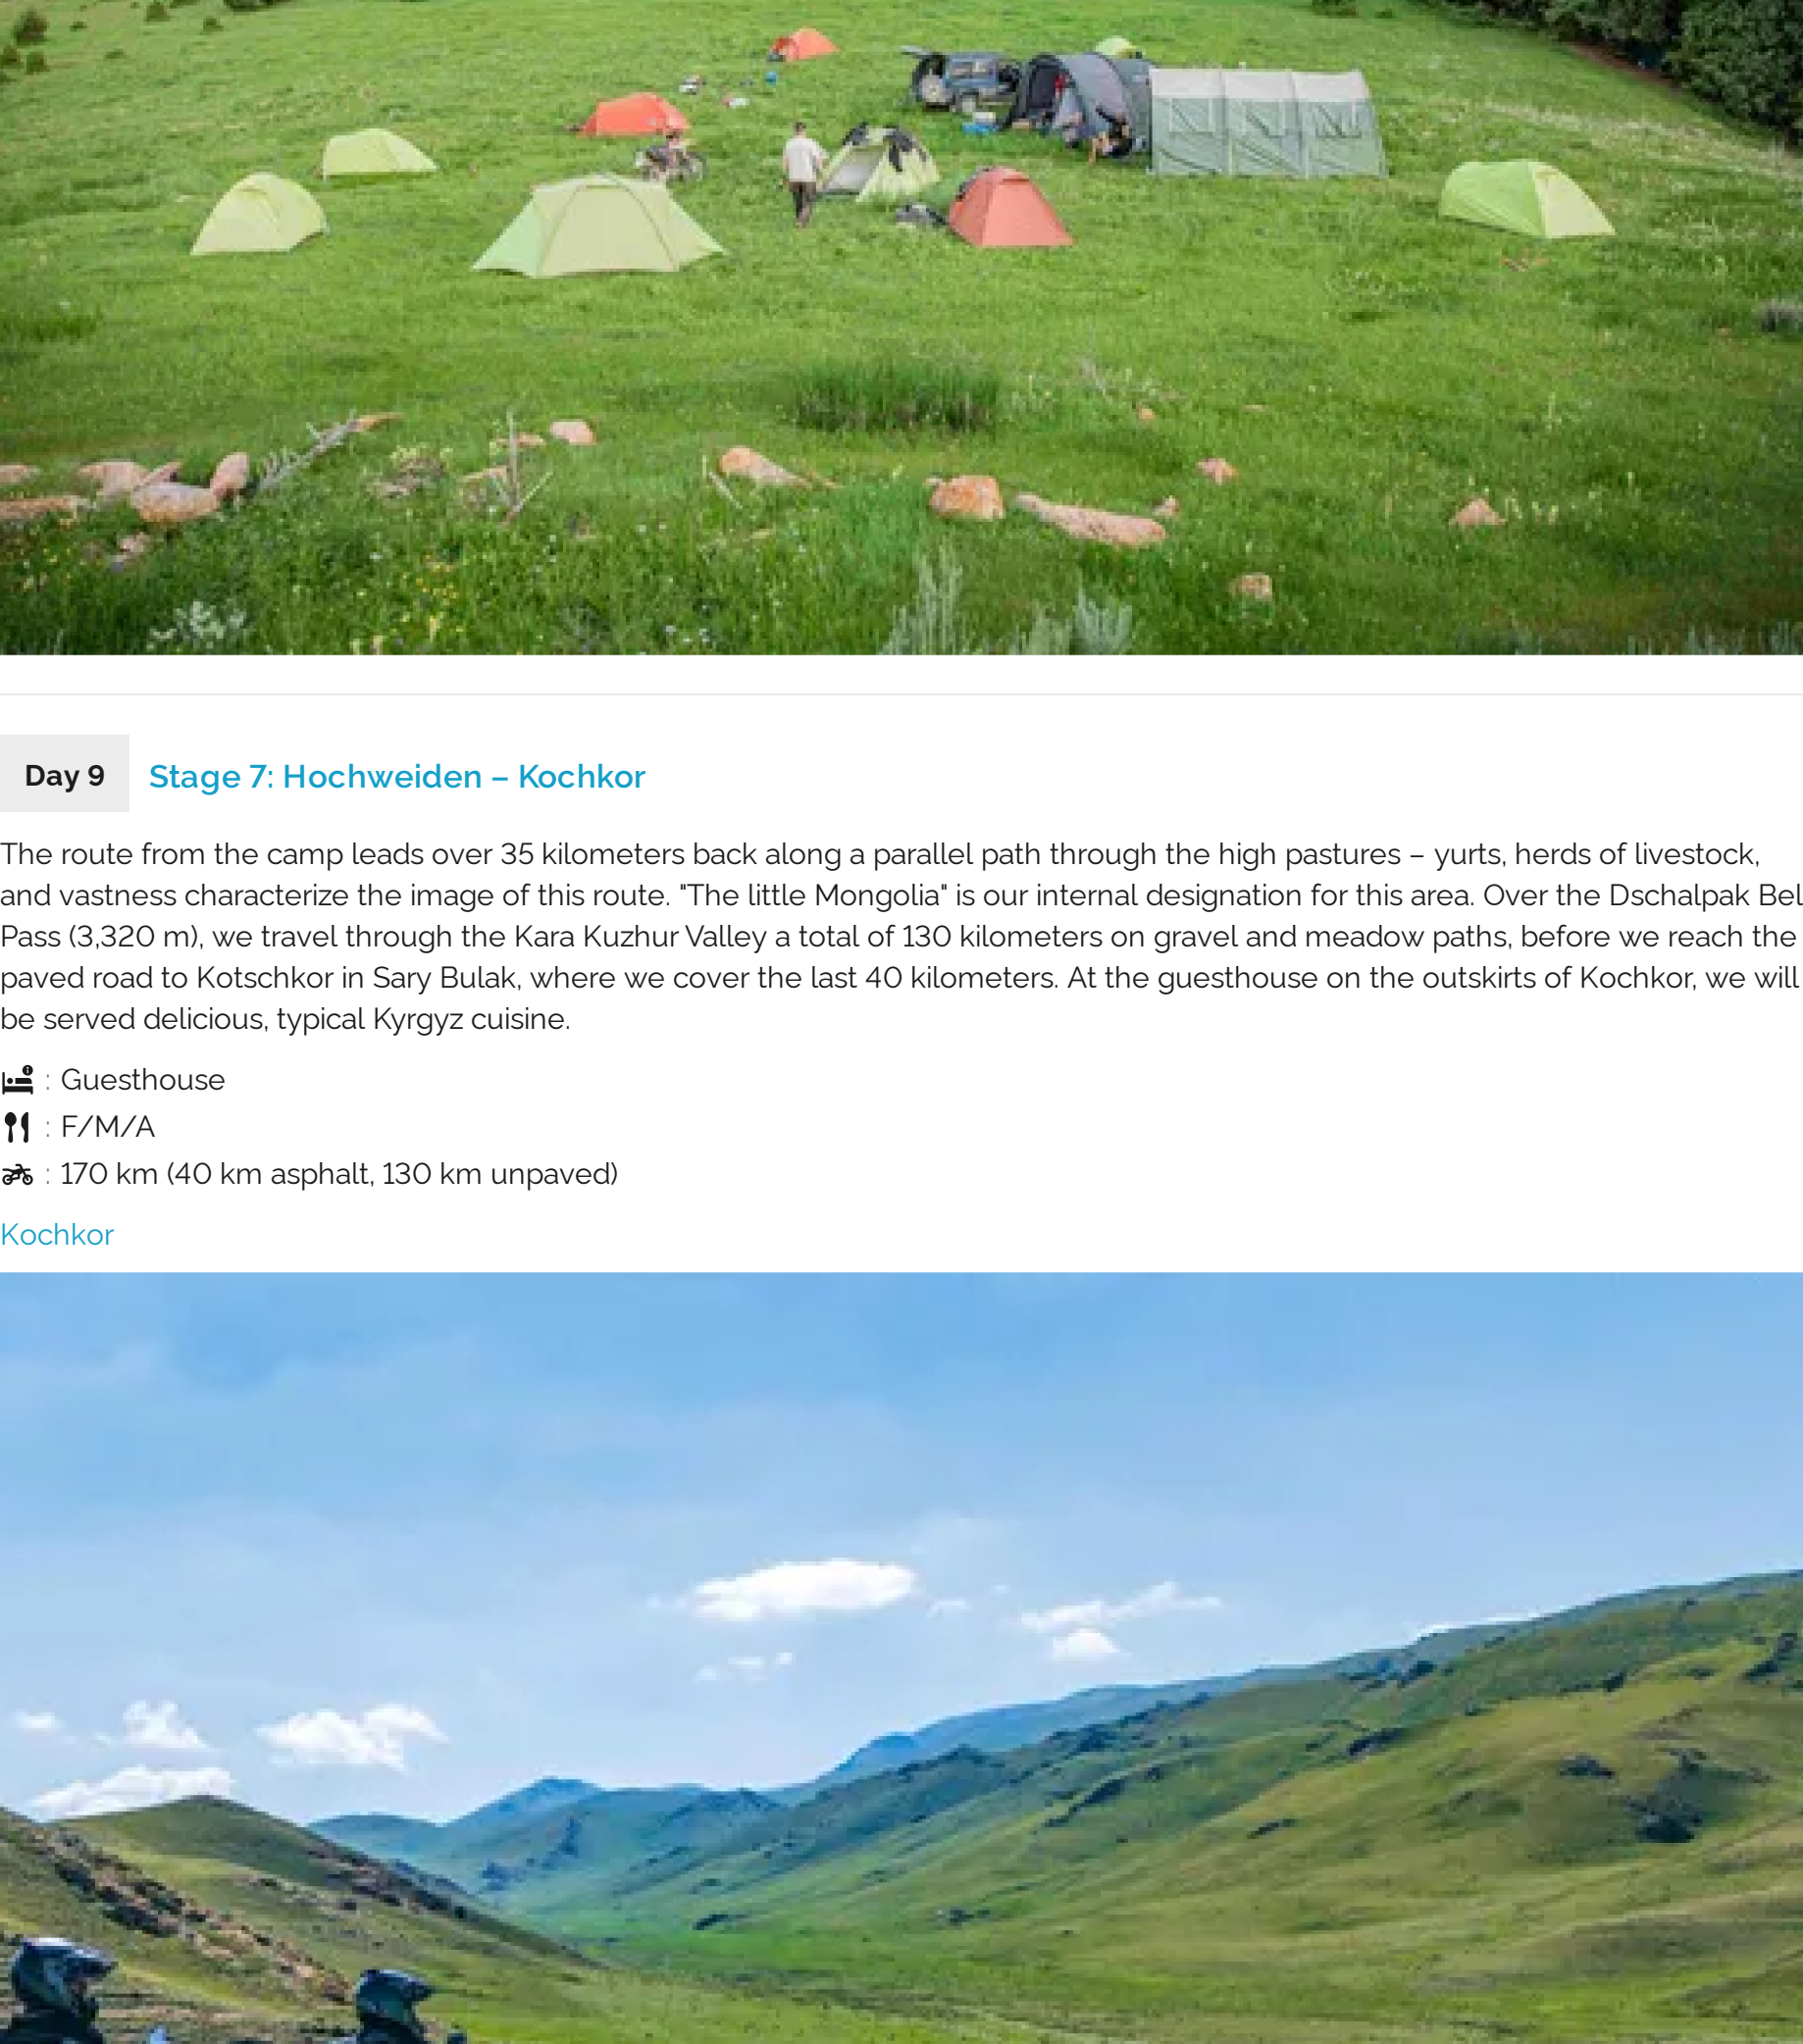 Day 9
Stage 7: Hochweiden – Kochkor
The route from the camp leads over 35 kilometers back along a parallel path through the high pastures – yurts, herds of livestock,
and vastness characterize the image of this route. "The little Mongolia" is our internal designation for this area. Over the Dschalpak Bel
Pass (3,320 m), we travel through the Kara Kuzhur Valley a total of 130 kilometers on gravel and meadow paths, before we reach the
paved road to Kotschkor in Sary Bulak, where we cover the last 40 kilometers. At the guesthouse on the outskirts of Kochkor, we will
be served delicious, typical Kyrgyz cuisine.
: Guesthouse
: F/M/A
: 170 km (40 km asphalt, 130 km unpaved)
Kochkor